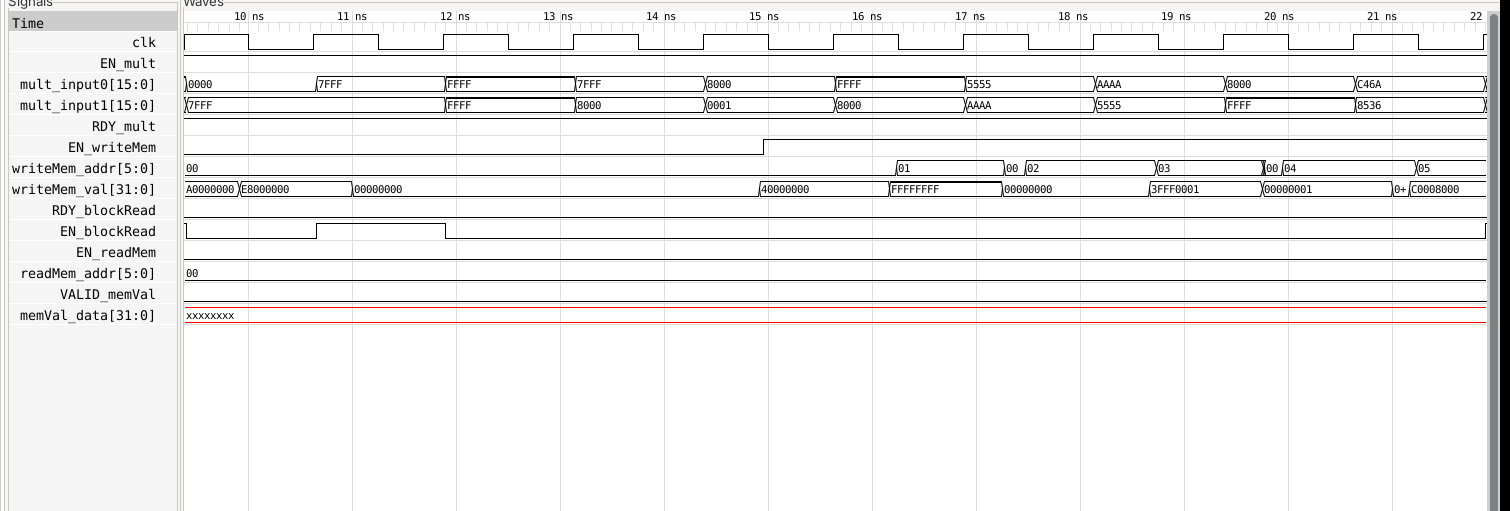 Signals
Waves
Time
10 ns 11 ns 12 ns 13 ns 14 ns 15 ns 16 ns 17 ns 18 ns 19 ns 20 ns 21 ns 22
clk
EN_mult
mult_input0[15:0] 0000 7FFF FFFF 7FFF 8000 FFFF 5555 AAAA 8000 C46A
mult_input1[15:0] 7FFF FFFF 8000 0001 8000 AAAA 5555 FFFF 8536
RDY_mult
EN_writeMem
writeMem_addr[5:0] 00 01 00 02 03 00 04 05
writeMem_val[31:0] A0000000 E8000000 00000000 40000000 FFFFFFFF 00000000 3FFF0001 00000001 0+ C0008000
RDY_blockRead
EN_blockRead
EN_readMem
readMem_addr[5:0] 00
VALID_memVal
memVal_data[31:0] xxxxxxxx